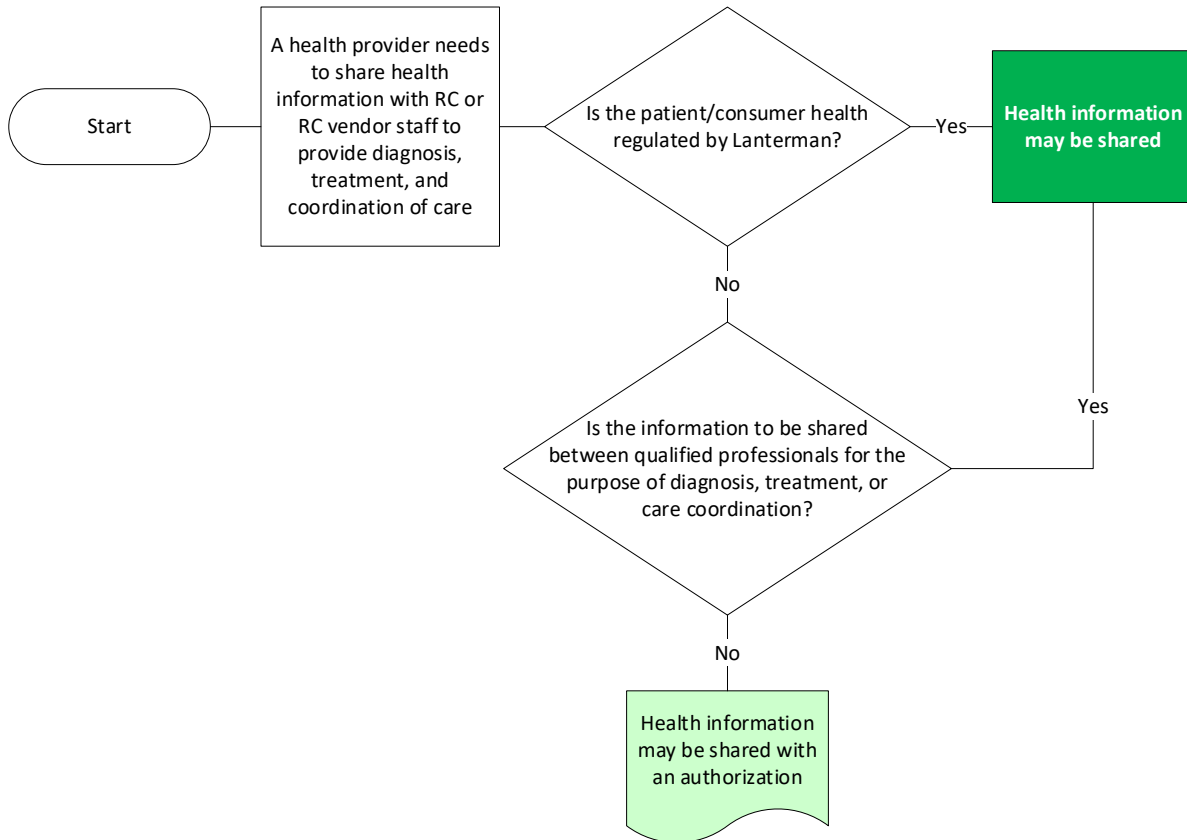 Start
A health provider needs
to share health
information with RC or
RC vendor staff to
provide diagnosis,
treatment, and
coordination of care
Is the patient/consumer health
regulated by Lanterman?
Yes
Health information
may be shared
No
Yes
Is the information to be shared
between qualified professionals for the
purpose of diagnosis, treatment, or
care coordination?
No
Health information
may be shared with
an authorization